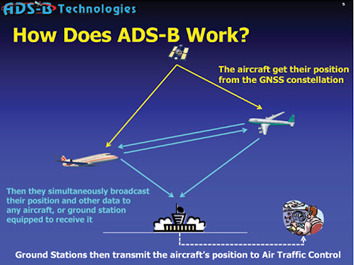 ADS-B Technologies
5
How Does ADS-B Work?
The aircraft get their position
from the GNSS constellation
Then they simultaneously broadcast
their position and other data to
any aircraft, or ground station
equipped to receive it
Ground Stations then transmit the aircraft's position to Air Traffic Control